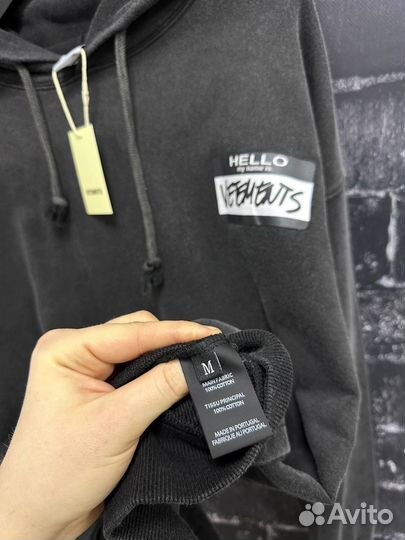 HELLO
my name is:
VETEMENTS
M
MAIN FABRIC
100% COTTON
TISSU PRINCIPAL
100% COTTON
MADE IN PORTUGAL
FABRIQUE AU PORTUGAL
Avito